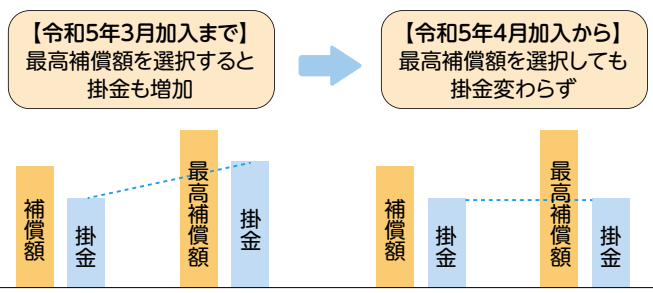 【令和5年3月加入まで】
最高補償額を選択すると
掛金も増加
【令和5年4月加入から】
最高補償額を選択しても
掛金変わらず
補償額
掛金
最高補償額
掛金
補償額
掛金
最高補償額
掛金